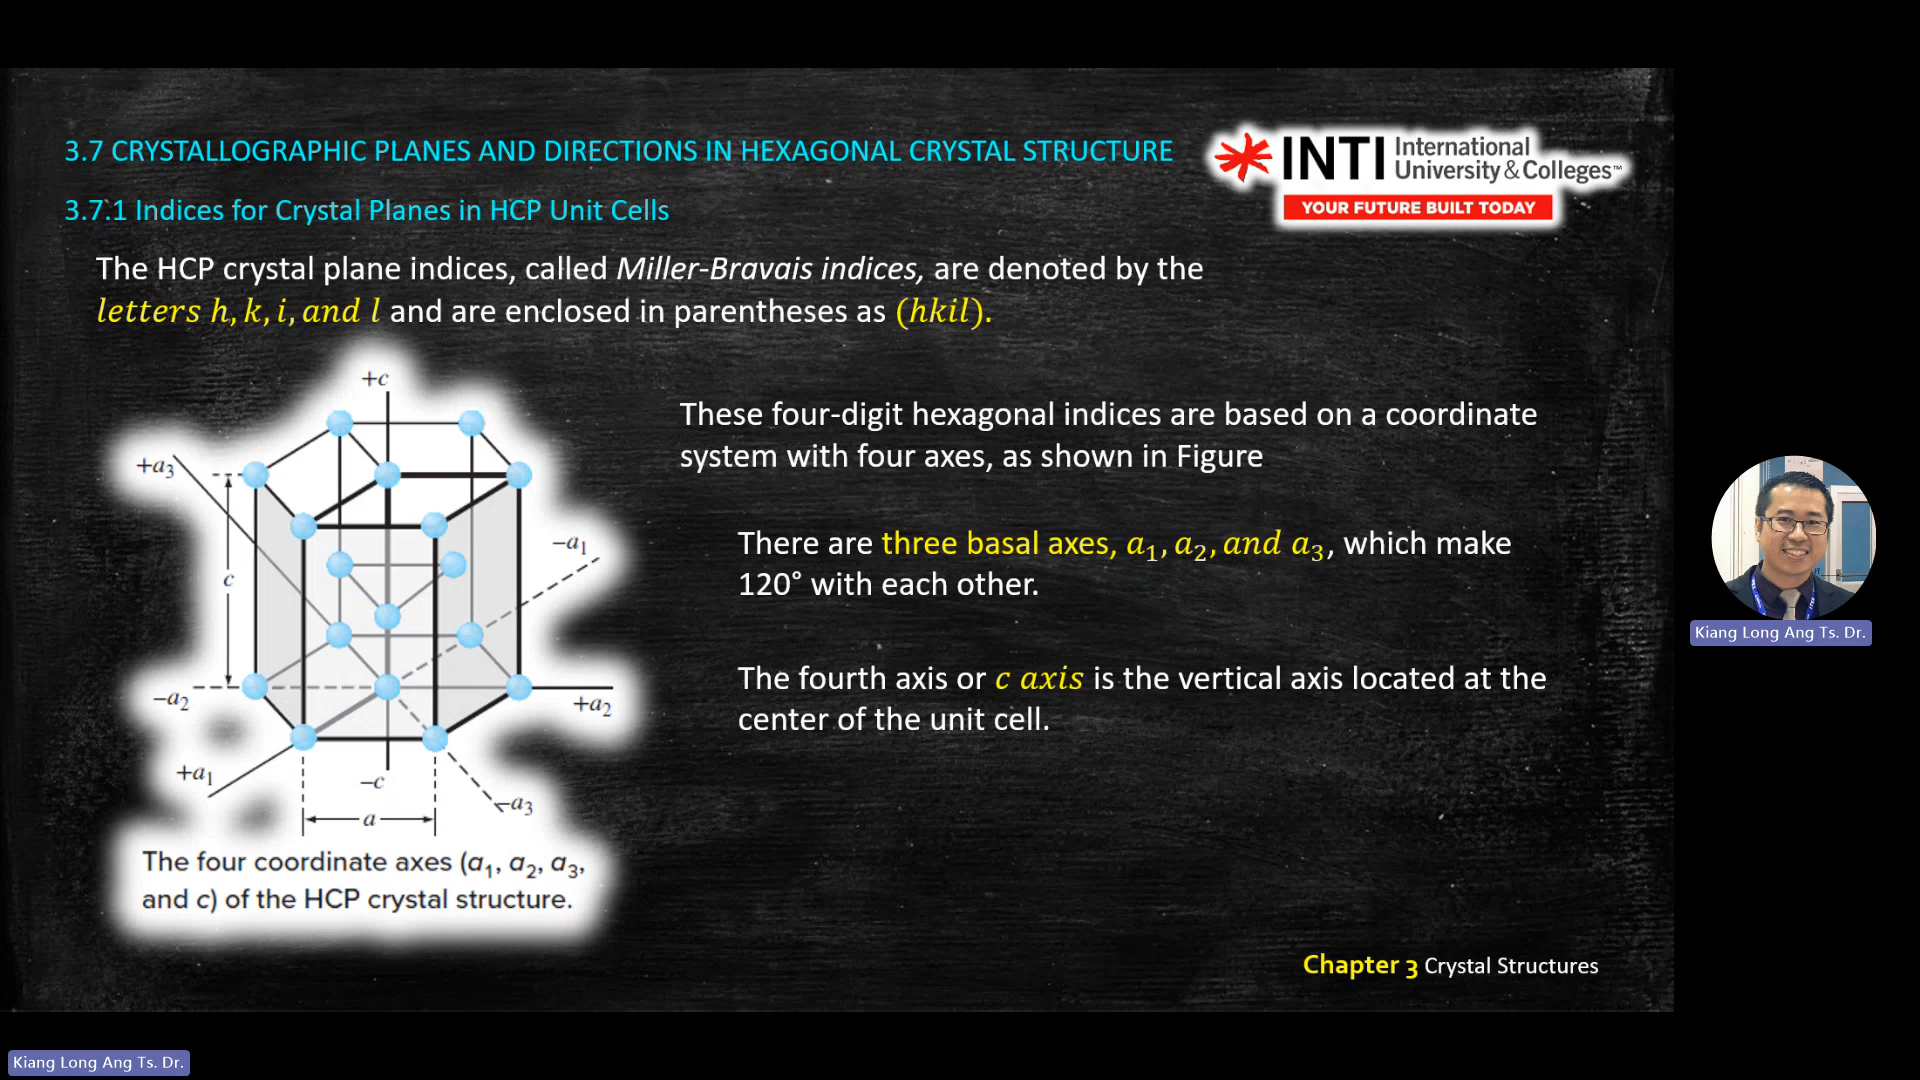 3.7 CRYSTALLOGRAPHIC PLANES AND DIRECTIONS IN HEXAGONAL CRYSTAL STRUCTURE
INTI International
University & Colleges™
YOUR FUTURE BUILT TODAY
3.7.1 Indices for Crystal Planes in HCP Unit Cells
The HCP crystal plane indices, called Miller-Bravais indices, are denoted by the
letters h, k, i, and l and are enclosed in parentheses as (hkil).
+c
+a₃
c
−a₁
−a₂
+a₂
+a₁
−c
−a₃
a
The four coordinate axes (a₁, a₂, a₃,
and c) of the HCP crystal structure.
These four-digit hexagonal indices are based on a coordinate
system with four axes, as shown in Figure
There are three basal axes, a₁, a₂, and a₃, which make
120° with each other.
The fourth axis or c axis is the vertical axis located at the
center of the unit cell.
Chapter 3 Crystal Structures
Kiang Long Ang Ts. Dr.
Kiang Long Ang Ts. Dr.